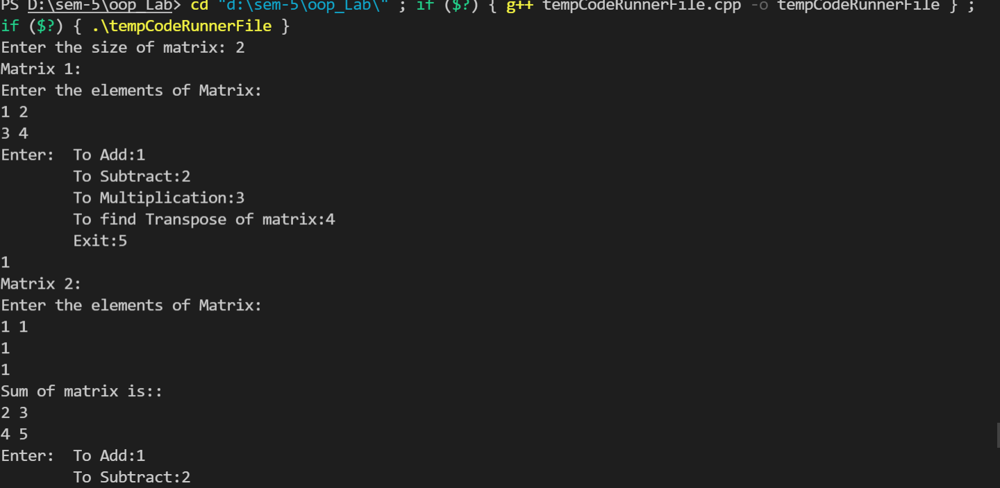 PS D:\sem-5\oop_Lab> cd "d:\sem-5\oop_Lab\" ; if ($?) { g++ tempCodeRunnerFile.cpp -o tempCodeRunnerFile } ;
if ($?) { .\tempCodeRunnerFile }
Enter the size of matrix: 2
Matrix 1:
Enter the elements of Matrix:
1 2
3 4
Enter:  To Add:1
        To Subtract:2
        To Multiplication:3
        To find Transpose of matrix:4
        Exit:5
1
Matrix 2:
Enter the elements of Matrix:
1 1
1
1
Sum of matrix is::
2 3
4 5
Enter:  To Add:1
        To Subtract:2